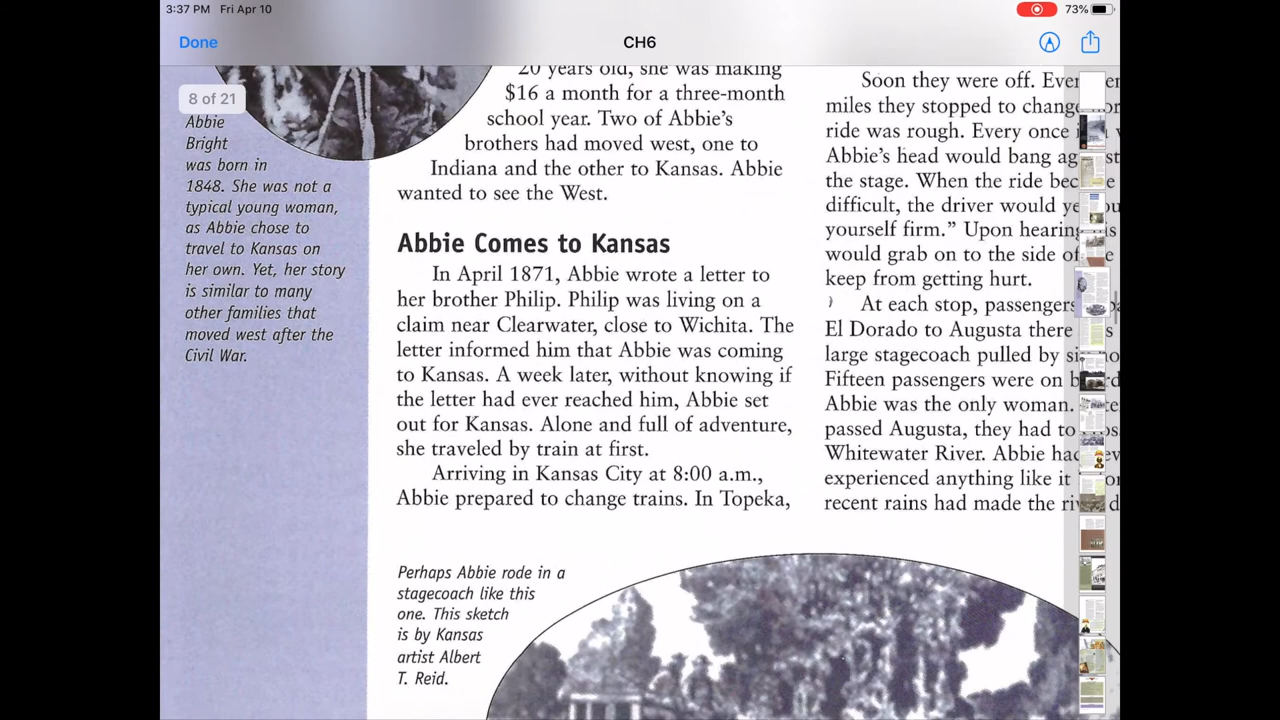 3:37 PM Fri Apr 10
73%
Done
CH6
8 of 21
Abbie
Bright
was born in
1848. She was not a
typical young woman,
as Abbie chose to
travel to Kansas on
her own. Yet, her story
is similar to many
other families that
moved west after the
Civil War.
20 years old, she was making
$16 a month for a three-month
school year. Two of Abbie's
brothers had moved west, one to
Indiana and the other to Kansas. Abbie
wanted to see the West.
Abbie Comes to Kansas
In April 1871, Abbie wrote a letter to
her brother Philip. Philip was living on a
claim near Clearwater, close to Wichita. The
letter informed him that Abbie was coming
to Kansas. A week later, without knowing if
the letter had ever reached him, Abbie set
out for Kansas. Alone and full of adventure,
she traveled by train at first.
Arriving in Kansas City at 8:00 a.m.,
Abbie prepared to change trains. In Topeka,
Perhaps Abbie rode in a
stagecoach like this
one. This sketch
is by Kansas
artist Albert
T. Reid.
Soon they were off.
miles they stopped to change
ride was rough. Every once
Abbie's head would bang
the stage. When the ride
difficult, the driver would
yourself firm." Upon hearing
would grab on to the side
keep from getting hurt.
At each stop, passengers
El Dorado to Augusta there
large stagecoach pulled by
Fifteen passengers were on
Abbie was the only woman.
passed Augusta, they had to
Whitewater River. Abbie had
experienced anything like it
recent rains had made the